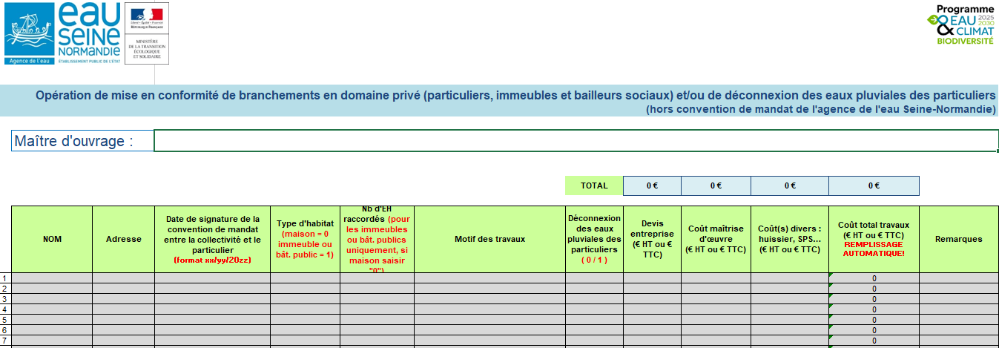 eau
SEINE
NORMANDIE
Agence de l'eau
ÉTABLISSEMENT PUBLIC DE L'ÉTAT
Liberté • Égalité • Fraternité
RÉPUBLIQUE FRANÇAISE
MINISTÈRE
DE LA TRANSITION
ÉCOLOGIQUE
ET SOLIDAIRE
Programme
EAU 2025
2030
& CLIMAT
BIODIVERSITÉ
Opération de mise en conformité de branchements en domaine privé (particuliers, immeubles et bailleurs sociaux) et/ou de déconnexion des eaux pluviales des particuliers
(hors convention de mandat de l'agence de l'eau Seine-Normandie)
Maître d'ouvrage :
TOTAL 0 € 0 € 0 € 0 €
NOM
Adresse
Date de signature de la
convention de mandat
entre la collectivité et le
particulier
(format xx/yy/20zz)
Type d'habitat
(maison = 0
immeuble ou
bât. public = 1)
Nb d'EH
raccordés (pour
les immeubles
ou bât. publics
uniquement, si
maison saisir
"0")
Motif des travaux
Déconnexion
des eaux
pluviales des
particuliers
( 0 / 1 )
Devis
entreprise
(€ HT ou €
TTC)
Coût maîtrise
d'œuvre
(€ HT ou € TTC)
Coût(s) divers :
huissier, SPS...
(€ HT ou € TTC)
Coût total travaux
(€ HT ou € TTC)
REMPLISSAGE
AUTOMATIQUE!
Remarques
1 0
2 0
3 0
4 0
5 0
6 0
7 0